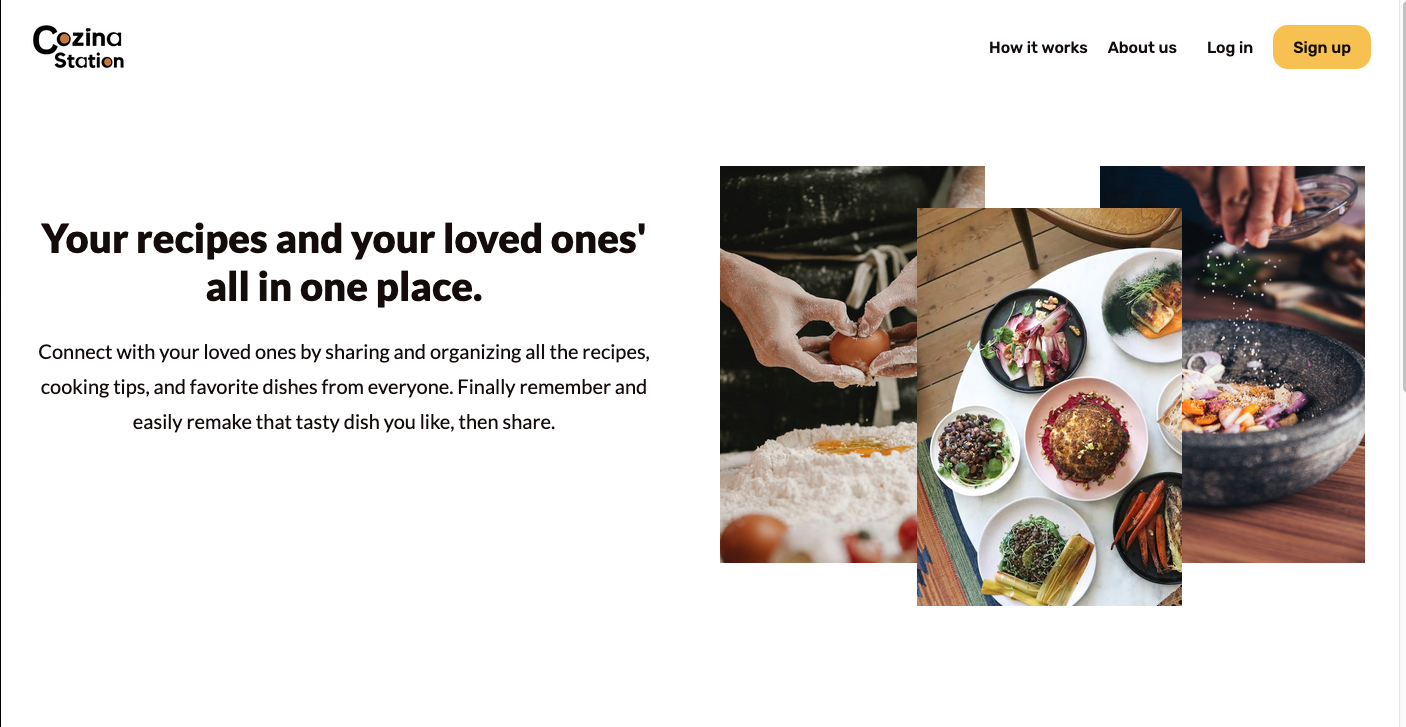 Cozina
Station
How it works
About us
Log in
Sign up
Your recipes and your loved ones'
all in one place.
Connect with your loved ones by sharing and organizing all the recipes,
cooking tips, and favorite dishes from everyone. Finally remember and
easily remake that tasty dish you like, then share.